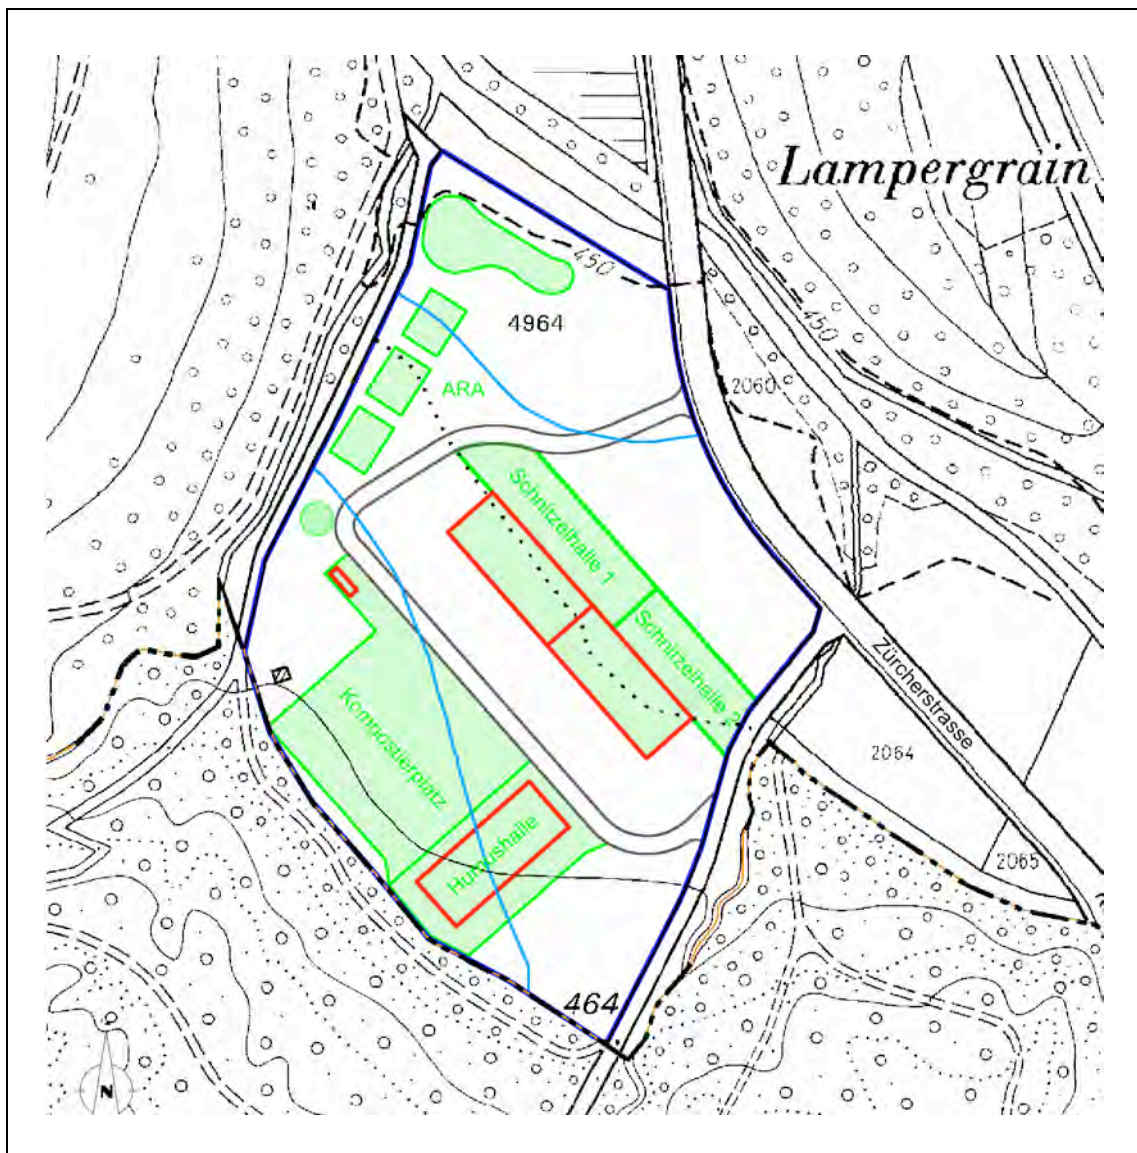 Lampergrain
450
4964
450
2060
ARA
Schnitzelhalle 1
Schnitzelhalle 2
Zürcherstrasse
Kompostierplatz
2064
Humushalle
2065
464
N